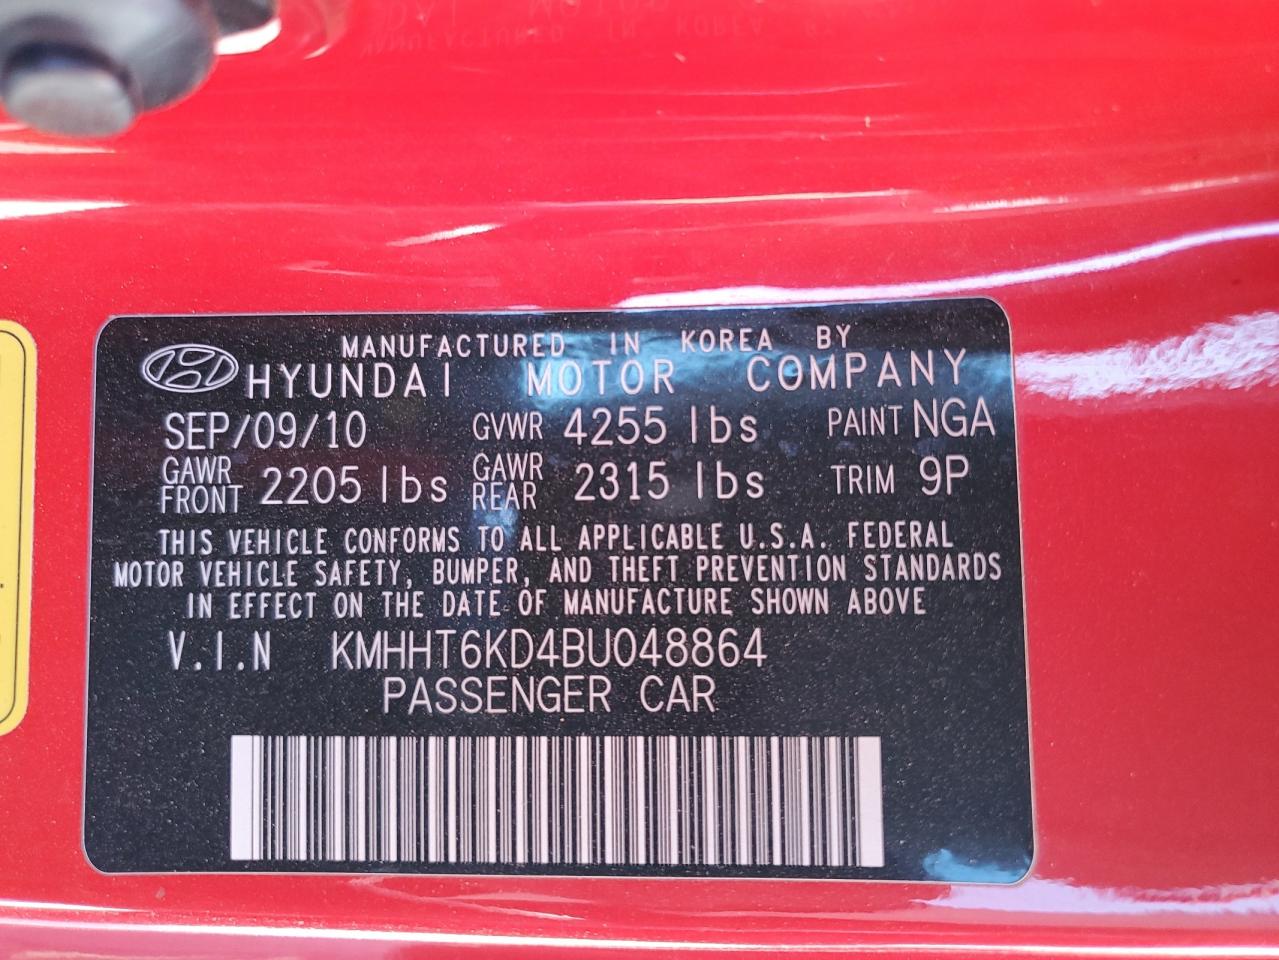 MANUFACTURED IN KOREA BY
HYUNDAI MOTOR COMPANY
SEP/09/10 GVWR 4255 lbs PAINT NGA
GAWR FRONT 2205 lbs GAWR REAR 2315 lbs TRIM 9P
THIS VEHICLE CONFORMS TO ALL APPLICABLE U.S.A. FEDERAL
MOTOR VEHICLE SAFETY, BUMPER, AND THEFT PREVENTION STANDARDS
IN EFFECT ON THE DATE OF MANUFACTURE SHOWN ABOVE
V.I.N KMHHT6KD4BU048864
PASSENGER CAR